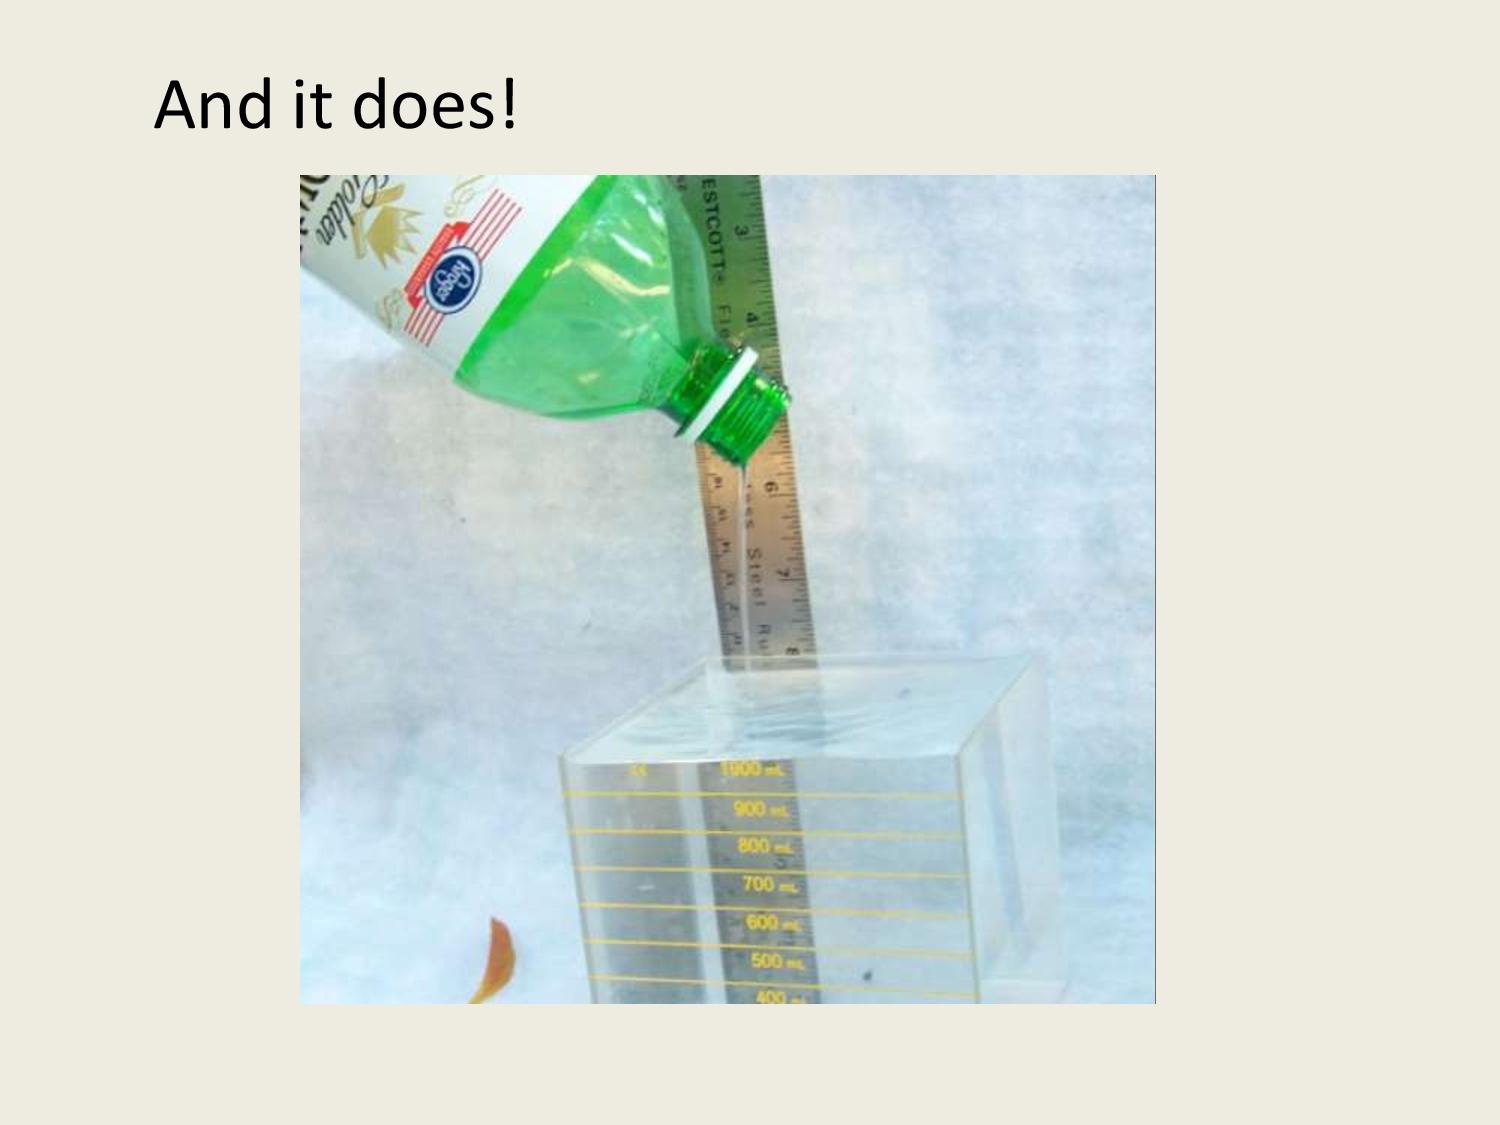 And it does!
Golden
Kroger
ESTCOTT®
3
4
6
Steel Ru
7
8
1000 mL
900 mL
800 mL
700 mL
600 mL
500 mL
400 mL